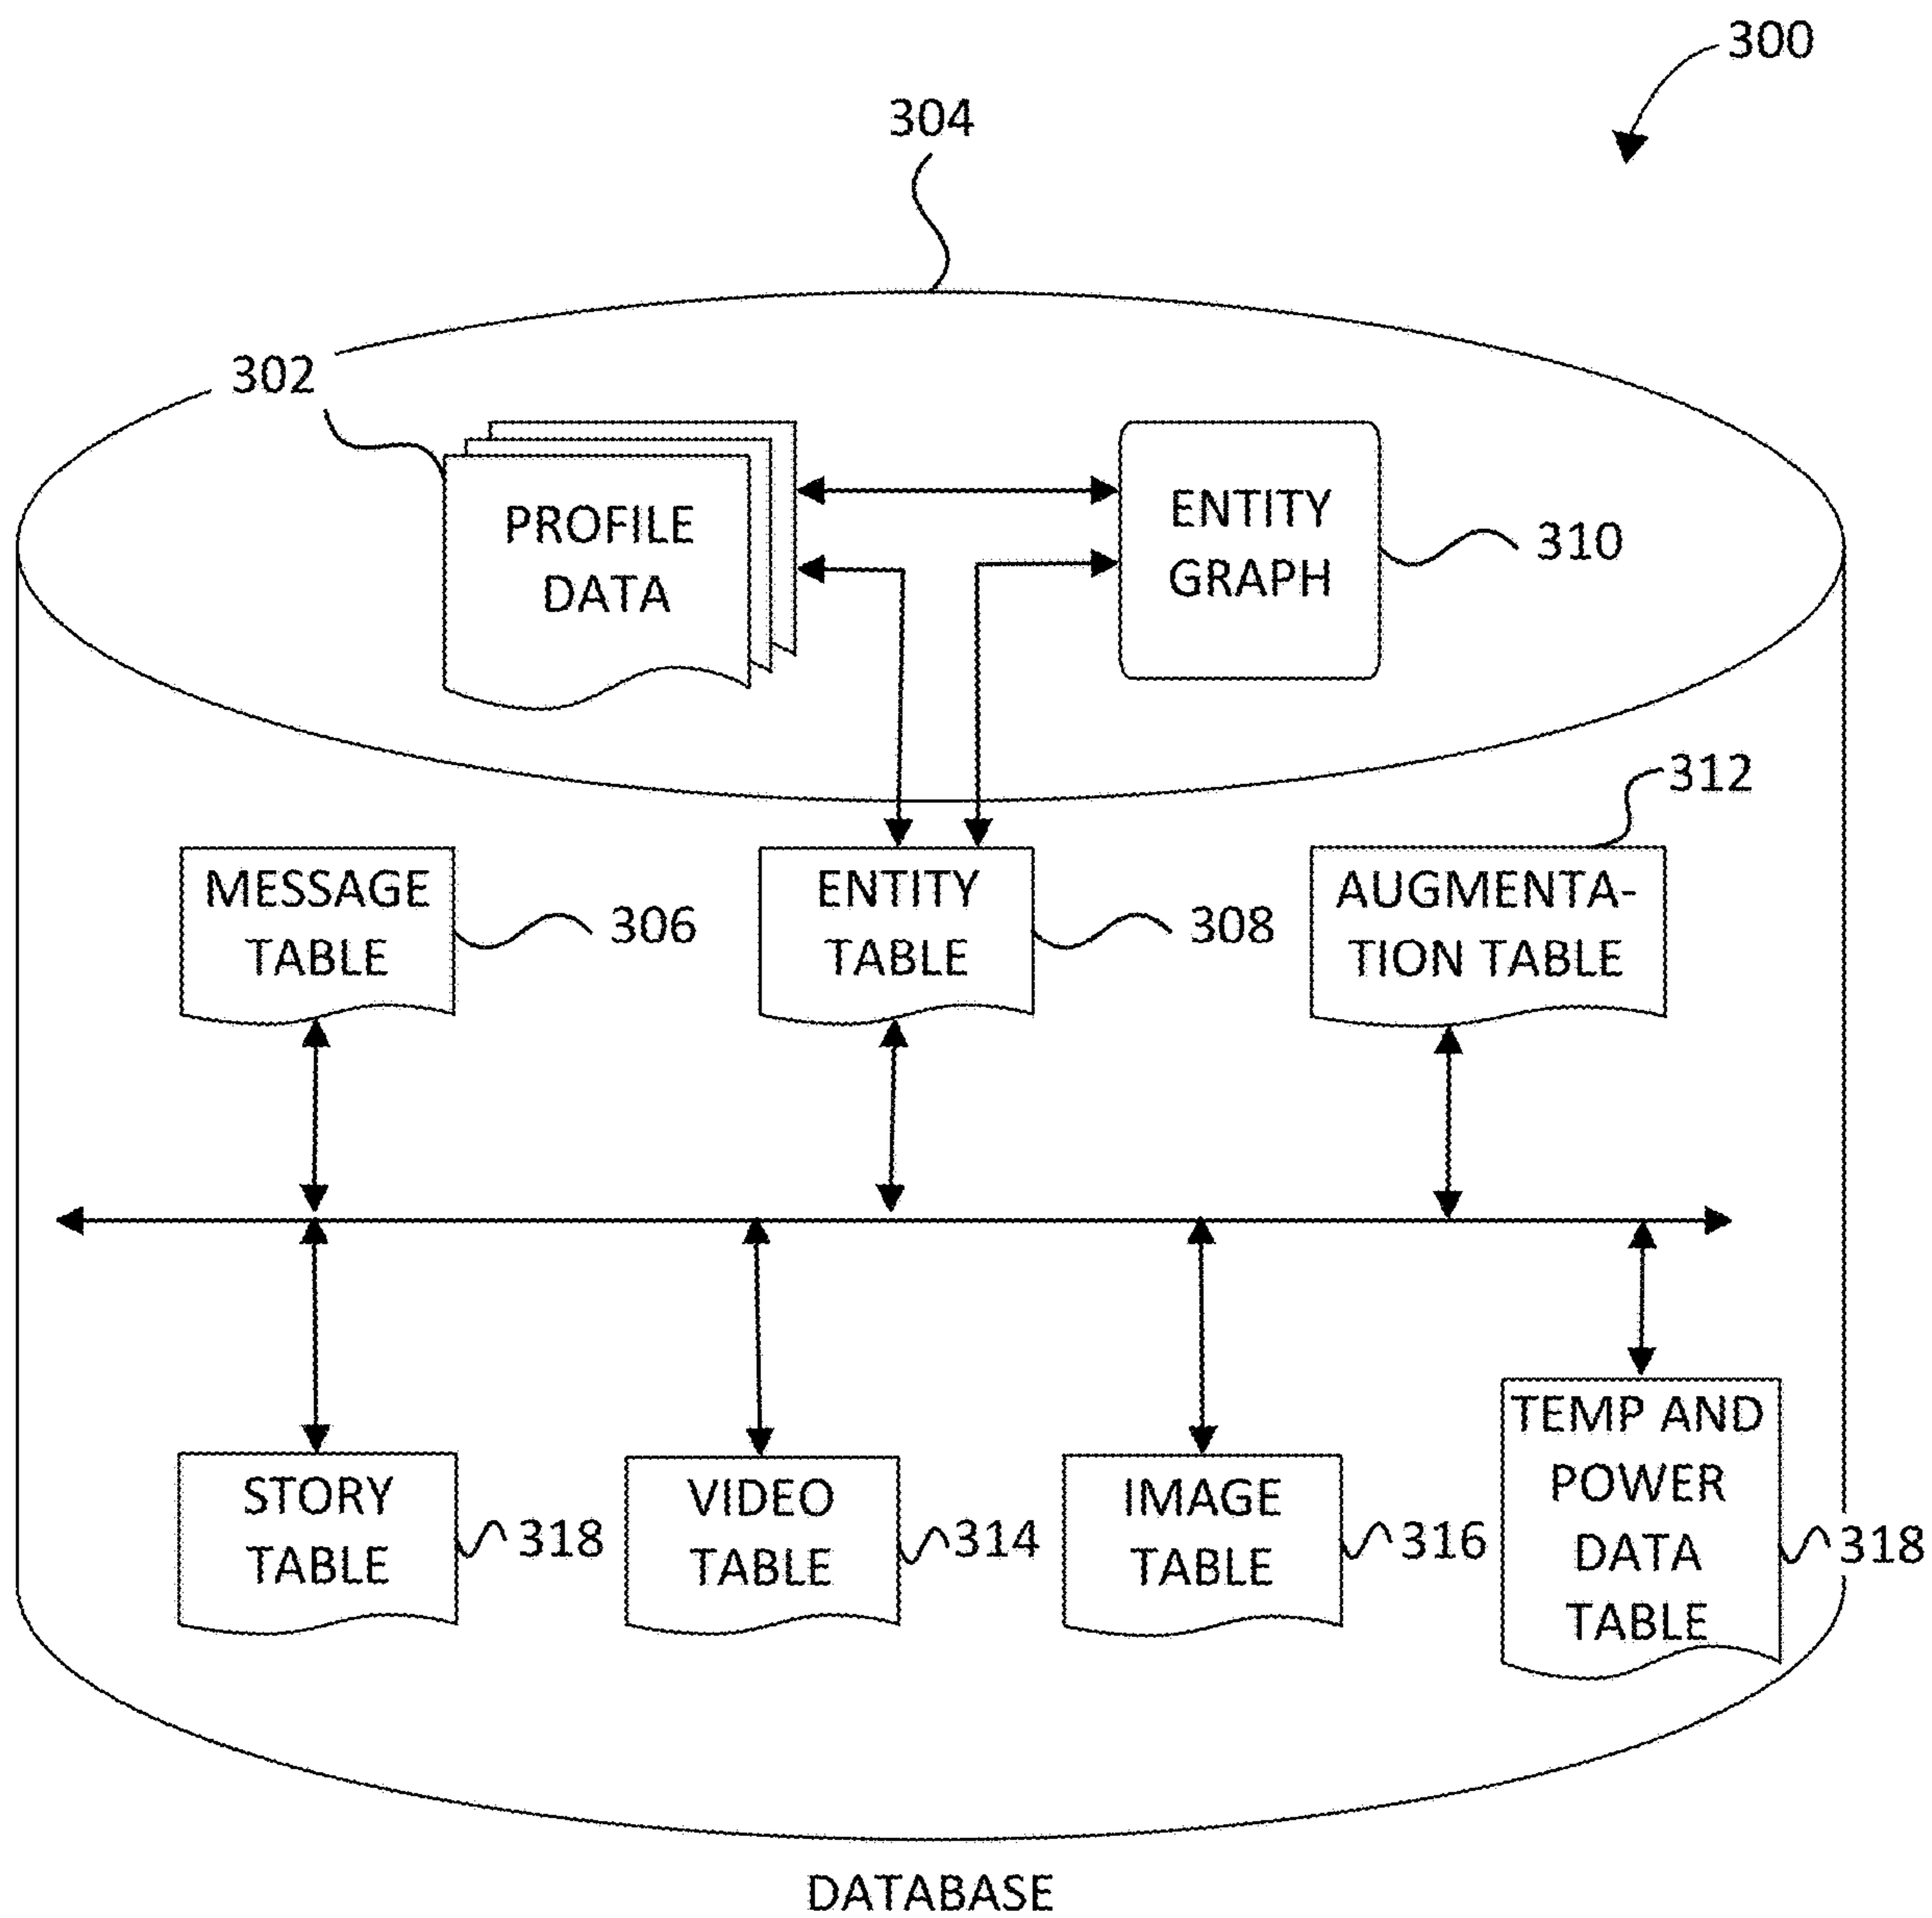 300
304
302
PROFILE
DATA
ENTITY
GRAPH
310
312
MESSAGE
TABLE
306
ENTITY
TABLE
308
AUGMENTA-
TION TABLE
STORY
TABLE
318
VIDEO
TABLE
314
IMAGE
TABLE
316
TEMP AND
POWER
DATA
TABLE
318
DATABASE